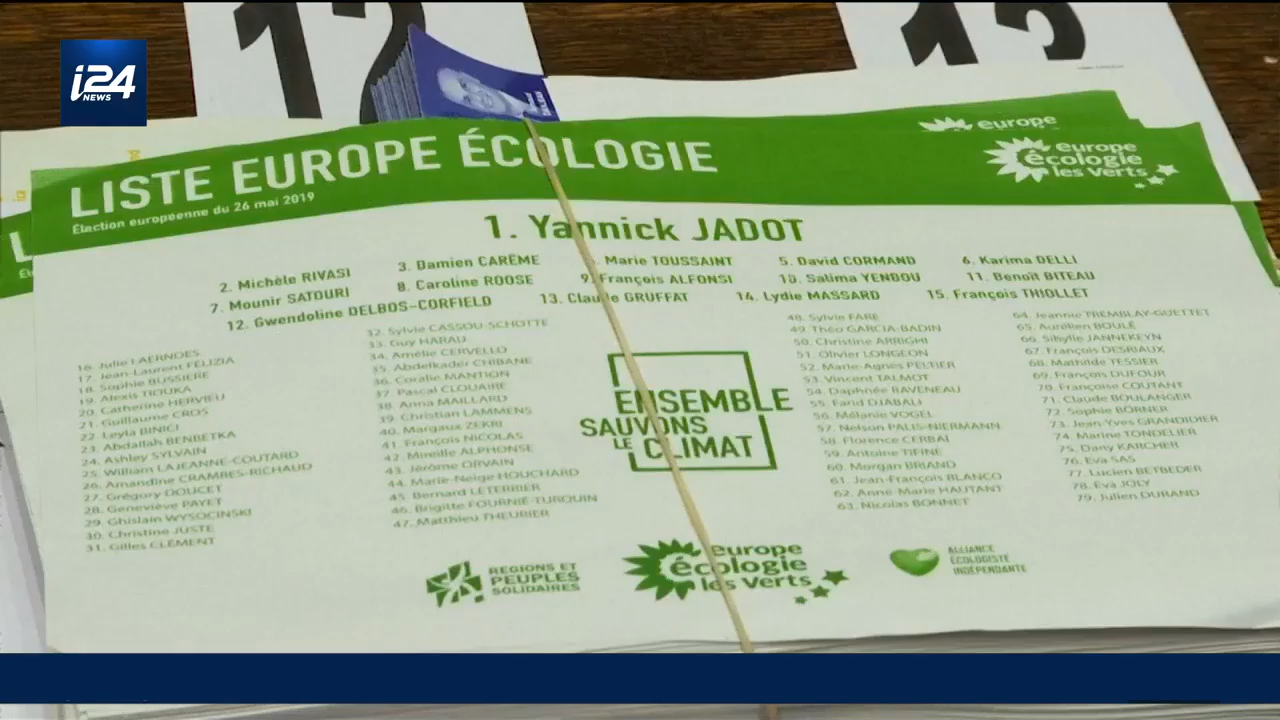 i24
NEWS
12
13
LISTE EUROPE ÉCOLOGIE
Élection européenne du 26 mai 2019
europe
europe
écologie
les verts
1. Yannick JADOT
2. Michèle RIVASI
3. Damien CARÊME
Marie TOUSSAINT
5. David CORMAND
6. Karima DELLI
7. Mounir SATOURI
8. Caroline ROOSE
9. François ALFONSI
10. Salima YENBOU
11. Benoît BITEAU
12. Gwendoline DELBOS-CORFIELD
13. Claude GRUFFAT
14. Lydie MASSARD
15. François THIOLLET
16. Julie LAERNOES
17. Jean-Laurent FELIZIA
18. Sophie BUSSIÈRE
19. Alexis TIOUKA
20. Catherine HERVIEU
21. Guillaume CROS
22. Leyla BINICI
23. Abdallah BENBETKA
24. Ashley SYLVAIN
25. William LAJEANNE-COUTARD
26. Amandine CRAMBES-RICHAUD
27. Grégory DOUCET
28. Geneviève PAYET
29. Ghislain WYSOCINSKI
30. Christine JUSTE
31. Gilles CLÉMENT
32. Sylvie CASSOU-SCHOTTE
33. Guy HARAU
34. Amélie CERVELLO
35. Abdelkader CHIBANE
36. Coralie MANTION
37. Pascal CLOUAIRE
38. Anna MAILLARD
39. Christian LAMMENS
40. Margaux ZEKRI
41. François NICOLAS
42. Mireille ALPHONSE
43. Jérôme ORVAIN
44. Marie-Neige HOUCHARD
45. Bernard LETERRIER
46. Brigitte FOURNIÉ-TURQUIN
47. Matthieu THEURIER
ENSEMBLE
SAUVONS
LE CLIMAT
48. Sylvie FARE
49. Théo GARCIA-BADIN
50. Christine ARRIGHI
51. Olivier LONGEON
52. Marie-Agnès PELTIER
53. Vincent TALMOT
54. Daphnée RAVENEAU
55. Farid DJABALI
56. Mélanie VOGEL
57. Nelson PALIS-NIERMANN
58. Florence CERBAI
59. Antoine TIFINE
60. Morgan BRIAND
61. Jean-François BLANCO
62. Anne-Marie HAUTANT
63. Nicolas BONNET
64. Jeannie TREMBLAY-GUETTET
65. Aurélien BOULÉ
66. Sibylle JANNEKEYN
67. François DESRIAUX
68. Mathilde TESSIER
69. François DUFOUR
70. Françoise COUTANT
71. Claude BOULANGER
72. Sophie BÖRNER
73. Jean-Yves GRANDIDIER
74. Marine TONDELIER
75. Dany KARCHER
76. Eva SAS
77. Lucien BETBEDER
78. Eva JOLY
79. Julien DURAND
RÉGIONS ET
PEUPLES
SOLIDAIRES
europe
écologie
les verts
ALLIANCE
ÉCOLOGISTE
INDÉPENDANTE